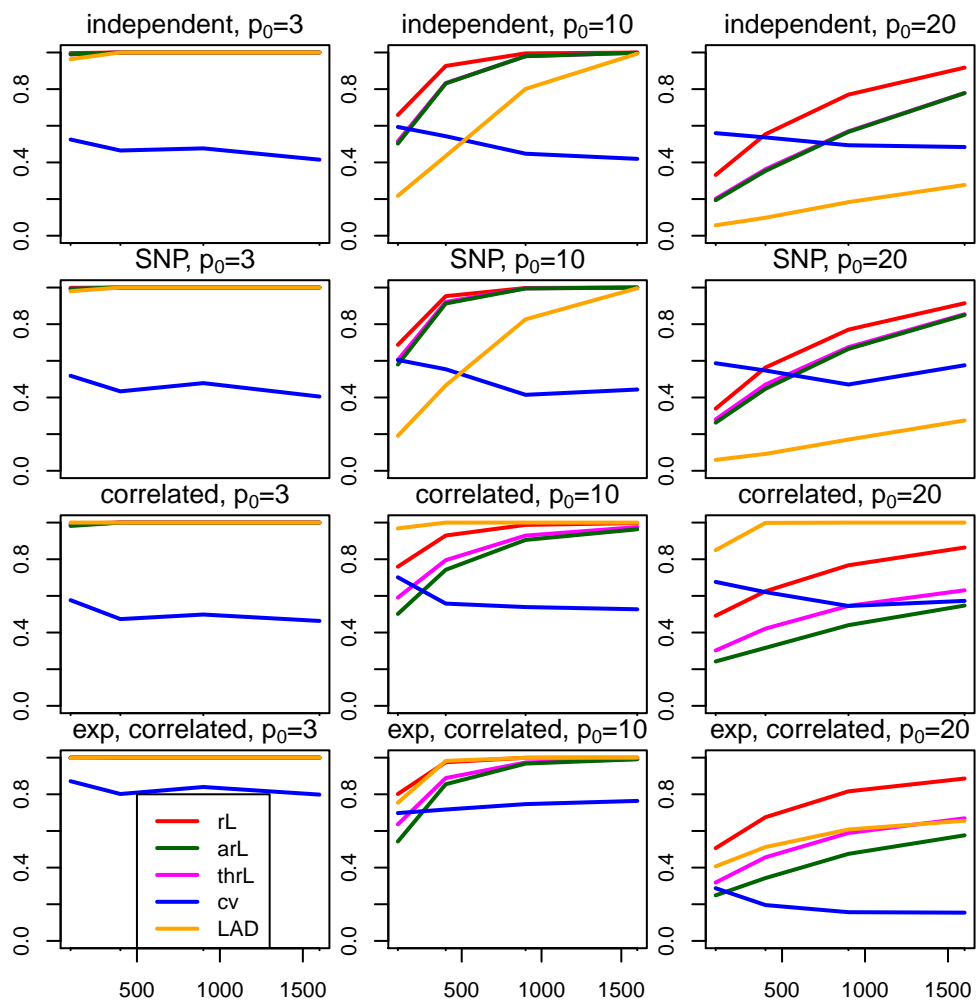 independent, p₀=3 independent, p₀=10 independent, p₀=20
0.0 0.4 0.8 0.0 0.4 0.8 0.0 0.4 0.8
SNP, p₀=3 SNP, p₀=10 SNP, p₀=20
0.0 0.4 0.8 0.0 0.4 0.8 0.0 0.4 0.8
correlated, p₀=3 correlated, p₀=10 correlated, p₀=20
0.0 0.4 0.8 0.0 0.4 0.8 0.0 0.4 0.8
exp, correlated, p₀=3 exp, correlated, p₀=10 exp, correlated, p₀=20
0.0 0.4 0.8 0.0 0.4 0.8 0.0 0.4 0.8
rL
arL
thrL
cv
LAD
500 1000 1500 500 1000 1500 500 1000 1500